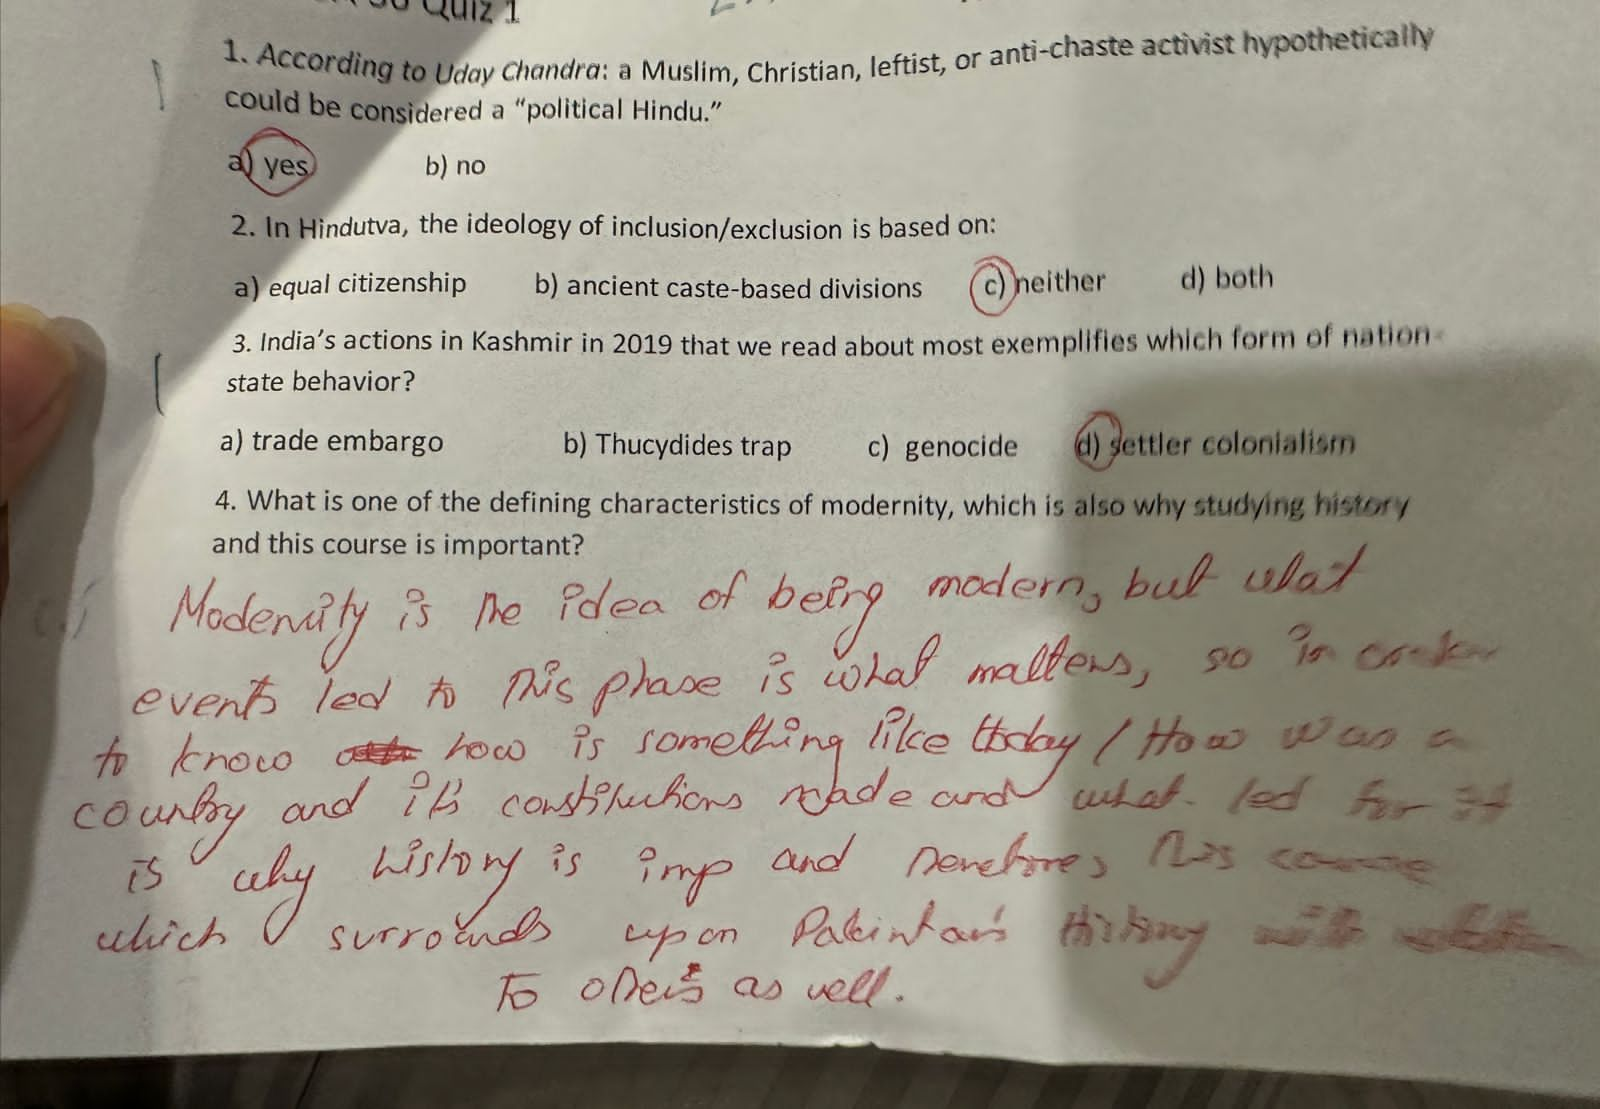 Quiz 1
1. According to Uday Chandra: a Muslim, Christian, leftist, or anti-chaste activist hypothetically
could be considered a “political Hindu.”
a) yes b) no
2. In Hindutva, the ideology of inclusion/exclusion is based on:
a) equal citizenship b) ancient caste-based divisions c) neither d) both
3. India’s actions in Kashmir in 2019 that we read about most exemplifies which form of nation-
state behavior?
a) trade embargo b) Thucydides trap c) genocide d) settler colonialism
4. What is one of the defining characteristics of modernity, which is also why studying history
and this course is important?
Modernity is the idea of being modern, but what
events led to this phase is what matters, so in order
to know how is something like today / How was a
country and it's constitutions made and what led for
is why history is imp and therefore, this course
which surrounds upon Pakistan's History
to others as well.